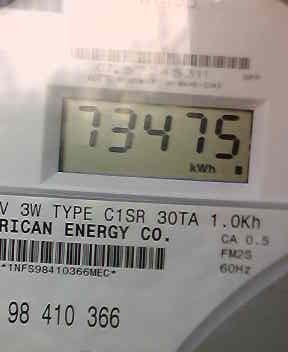 73475
kWh
V 3W TYPE C1SR 30TA 1.0Kh
RICAN ENERGY CO.
CA 0.5
FM2S
60Hz
*1NFS98410366MEC*
98 410 366